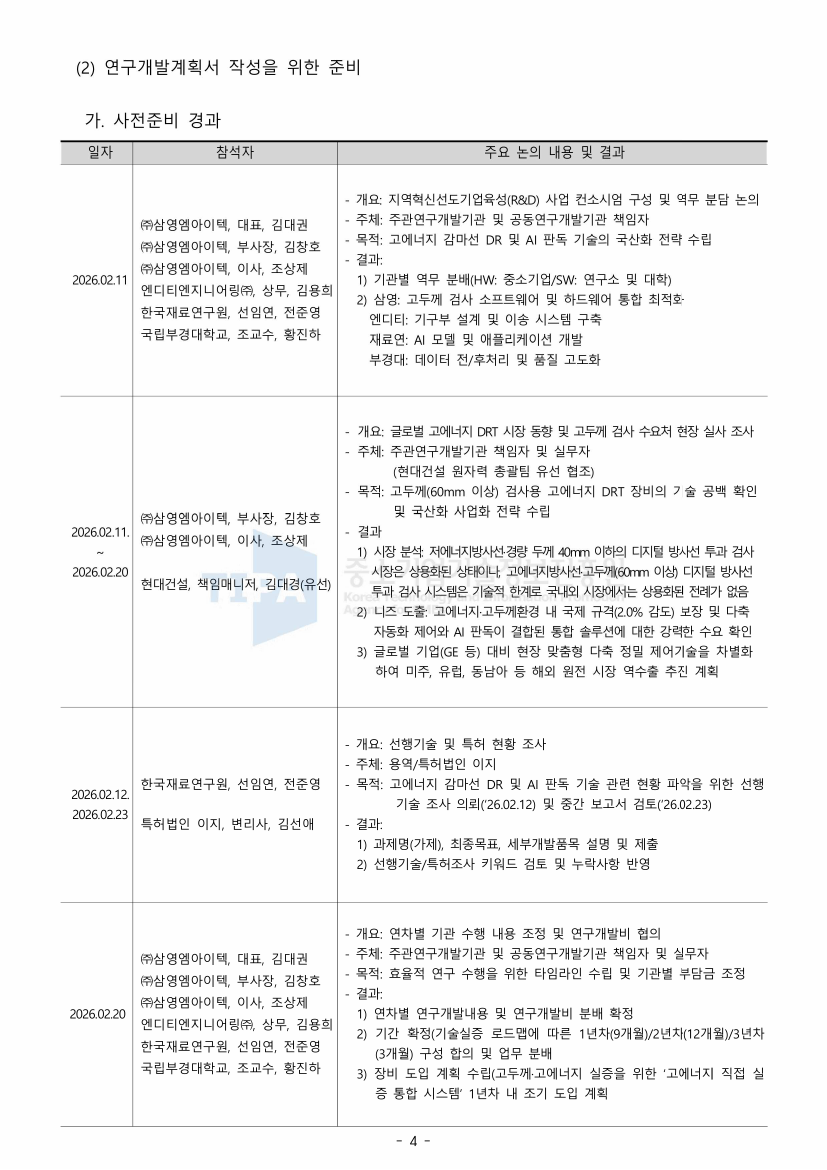 (2) 연구개발계획서 작성을 위한 준비
가. 사전준비 경과
일자 참석자 주요 논의 내용 및 결과
2026.02.11
㈜삼영엠아이텍, 대표, 김대권
㈜삼영엠아이텍, 부사장, 김창호
㈜삼영엠아이텍, 이사, 조상제
엔디티엔지니어링㈜, 상무, 김용희
한국재료연구원, 선임연, 전준영
국립부경대학교, 조교수, 황진하
- 개요: 지역혁신선도기업육성(R&D) 사업 컨소시엄 구성 및 역무 분담 논의
- 주체: 주관연구개발기관 및 공동연구개발기관 책임자
- 목적: 고에너지 감마선 DR 및 AI 판독 기술의 국산화 전략 수립
- 결과:
1) 기관별 역무 분배(HW: 중소기업/SW: 연구소 및 대학)
2) 삼영: 고두께 검사 소프트웨어 및 하드웨어 통합 최적화
엔디티: 기구부 설계 및 이송 시스템 구축
재료연: AI 모델 및 애플리케이션 개발
부경대: 데이터 전/후처리 및 품질 고도화
2026.02.11.
~
2026.02.20
㈜삼영엠아이텍, 부사장, 김창호
㈜삼영엠아이텍, 이사, 조상제
현대건설, 책임매니저, 김대경(유선)
- 개요: 글로벌 고에너지 DRT 시장 동향 및 고두께 검사 수요처 현장 실사 조사
- 주체: 주관연구개발기관 책임자 및 실무자
(현대건설 원자력 총괄팀 유선 협조)
- 목적: 고두께(60mm 이상) 검사용 고에너지 DRT 장비의 기술 공백 확인
및 국산화 사업화 전략 수립
- 결과
1) 시장 분석: 저에너지방사선·경량 두께 40mm 이하의 디지털 방사선 투과 검사
시장은 상용화된 상태이나, 고에너지방사선·고두께(60mm 이상) 디지털 방사선
투과 검사 시스템은 기술적 한계로 국내외 시장에서는 상용화된 전례가 없음
2) 니즈 도출: 고에너지·고두께환경 내 국제 규격(2.0% 감도) 보장 및 다축
자동화 제어와 AI 판독이 결합된 통합 솔루션에 대한 강력한 수요 확인
3) 글로벌 기업(GE 등) 대비 현장 맞춤형 다축 정밀 제어기술을 차별화
하여 미주, 유럽, 동남아 등 해외 원전 시장 역수출 추진 계획
TIPA 중소기업기술정보진흥원
2026.02.12.
2026.02.23
한국재료연구원, 선임연, 전준영
특허법인 이지, 변리사, 김선애
- 개요: 선행기술 및 특허 현황 조사
- 주체: 용역/특허법인 이지
- 목적: 고에너지 감마선 DR 및 AI 판독 기술 관련 현황 파악을 위한 선행
기술 조사 의뢰('26.02.12) 및 중간 보고서 검토('26.02.23)
- 결과:
1) 과제명(가제), 최종목표, 세부개발품목 설명 및 제출
2) 선행기술/특허조사 키워드 검토 및 누락사항 반영
2026.02.20
㈜삼영엠아이텍, 대표, 김대권
㈜삼영엠아이텍, 부사장, 김창호
㈜삼영엠아이텍, 이사, 조상제
엔디티엔지니어링㈜, 상무, 김용희
한국재료연구원, 선임연, 전준영
국립부경대학교, 조교수, 황진하
- 개요: 연차별 기관 수행 내용 조정 및 연구개발비 협의
- 주체: 주관연구개발기관 및 공동연구개발기관 책임자 및 실무자
- 목적: 효율적 연구 수행을 위한 타임라인 수립 및 기관별 부담금 조정
- 결과:
1) 연차별 연구개발내용 및 연구개발비 분배 확정
2) 기간 확정(기술실증 로드맵에 따른 1년차(9개월)/2년차(12개월)/3년차
(3개월) 구성 합의 및 업무 분배
3) 장비 도입 계획 수립(고두께·고에너지 실증을 위한 '고에너지 직접 실
증 통합 시스템' 1년차 내 조기 도입 계획
- 4 -